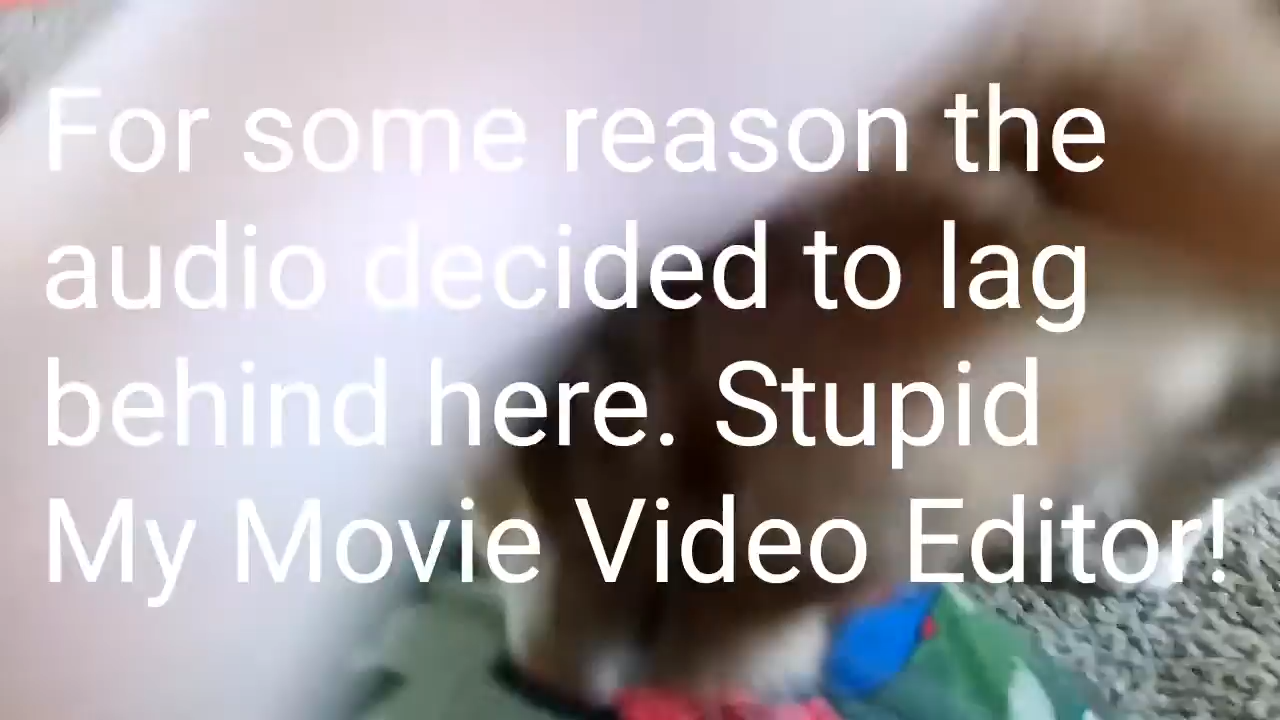 For some reason the
audio decided to lag
behind here. Stupid
My Movie Video Editor!